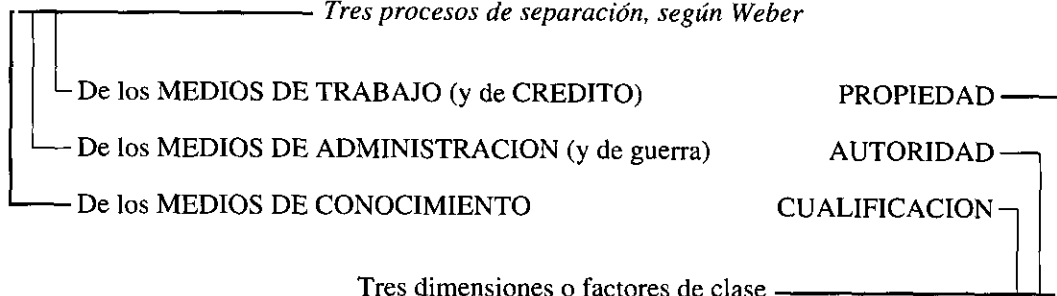 Tres procesos de separación, según Weber
De los MEDIOS DE TRABAJO (y de CREDITO) PROPIEDAD
De los MEDIOS DE ADMINISTRACION (y de guerra) AUTORIDAD
De los MEDIOS DE CONOCIMIENTO CUALIFICACION
Tres dimensiones o factores de clase